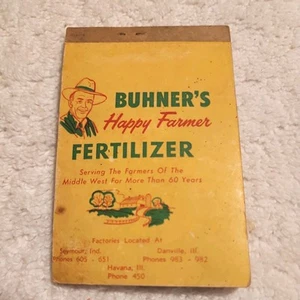 BUHNER'S
Happy Farmer
FERTILIZER
Serving The Farmers Of The
Middle West For More Than 60 Years
Factories Located At
Seymour, Ind.
Danville, Ill.
Phones 605 - 651
Phones 983 - 982
Havana, Ill.
Phone 450